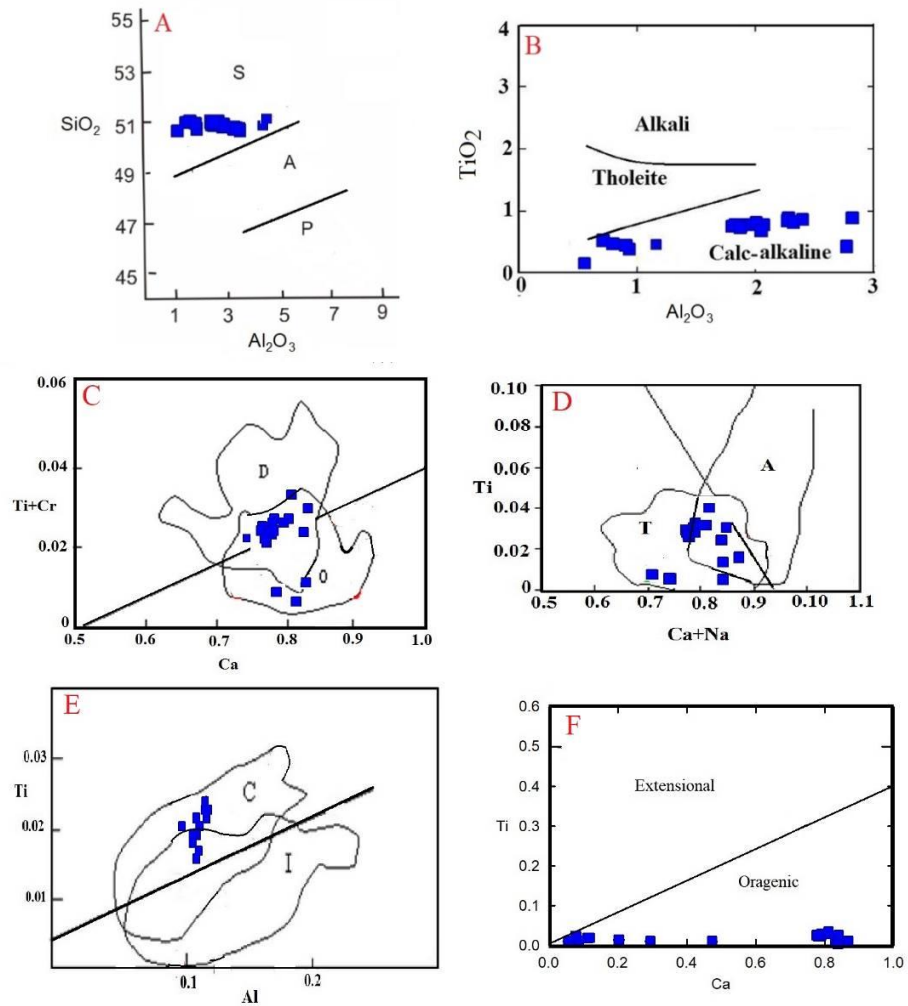 A
55
53
51
49
47
45
SiO2
S
A
P
1 3 5 7 9
Al2O3
B
4
3
2
1
0
TiO2
Alkali
Tholeite
Calc-alkaline
0 1 2 3
Al2O3
C
0.06
0.04
0.02
0
Ti+Cr
D
O
0.5 0.6 0.7 0.8 0.9 1.0
Ca
D
0.10
0.08
0.06
0.04
0.02
0
Ti
T
A
0.5 0.6 0.7 0.8 0.9 0.10 1.1
Ca+Na
E
0.03
0.02
0.01
Ti
C
I
0.1 0.2
Al
F
0.6
0.5
0.4
0.3
0.2
0.1
0.0
Ti
Extensional
Oragenic
0.0 0.2 0.4 0.6 0.8 1.0
Ca